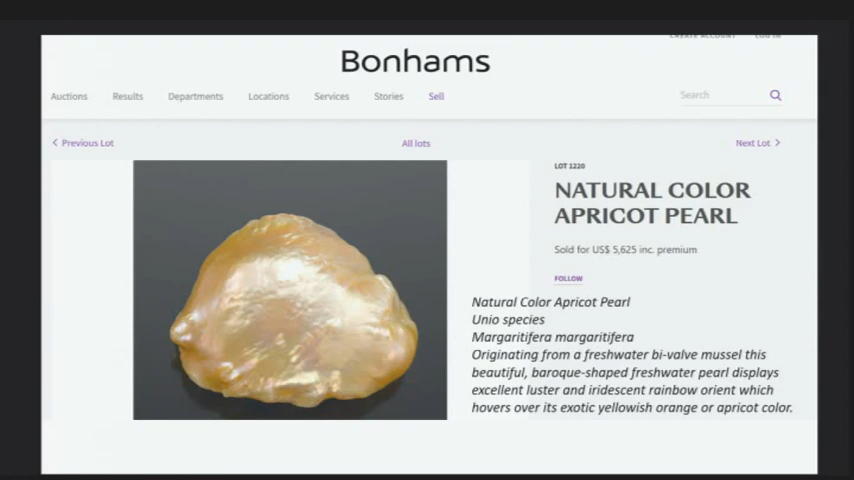 CREATE ACCOUNT LOG IN
Bonhams
Auctions Results Departments Locations Services Stories Sell
Search
Previous Lot All lots Next Lot
LOT 1220
NATURAL COLOR
APRICOT PEARL
Sold for US$ 5,625 inc. premium
FOLLOW
Natural Color Apricot Pearl
Unio species
Margaritifera margaritifera
Originating from a freshwater bi-valve mussel this
beautiful, baroque-shaped freshwater pearl displays
excellent luster and iridescent rainbow orient which
hovers over its exotic yellowish orange or apricot color.